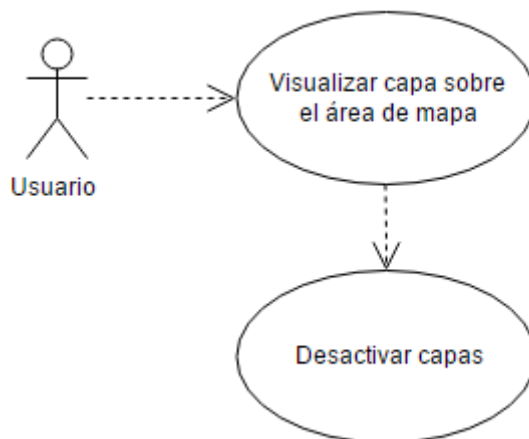 Visualizar capa sobre
el área de mapa
Usuario
Desactivar capas